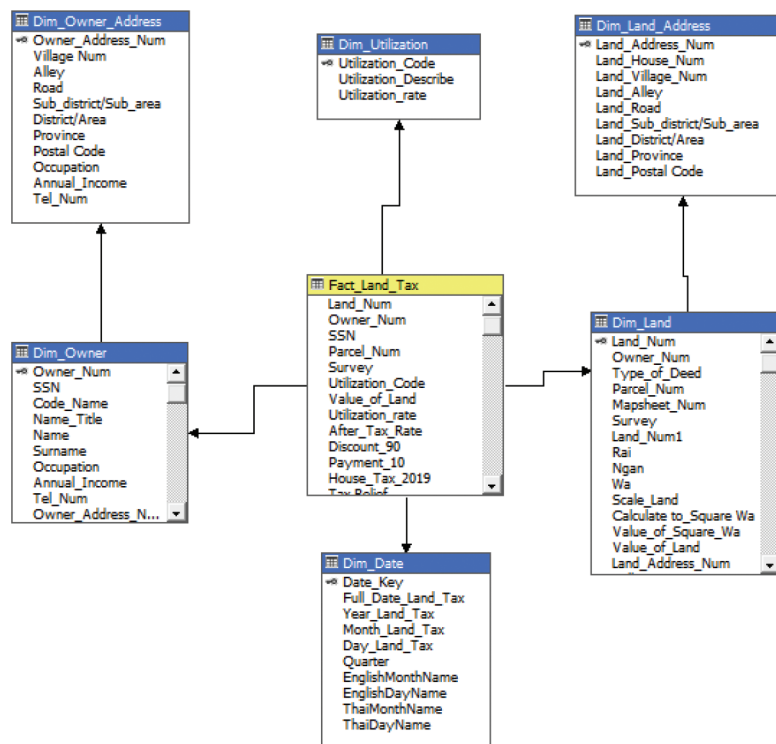 Dim_Owner_Address
Owner_Address_Num
Village Num
Alley
Road
Sub_district/Sub_area
District/Area
Province
Postal Code
Occupation
Annual_Income
Tel_Num
Dim_Utilization
Utilization_Code
Utilization_Describe
Utilization_rate
Dim_Land_Address
Land_Address_Num
Land_House_Num
Land_Village_Num
Land_Alley
Land_Road
Land_Sub_district/Sub_area
Land_District/Area
Land_Province
Land_Postal Code
Fact_Land_Tax
Land_Num
Owner_Num
SSN
Parcel_Num
Survey
Utilization_Code
Value_of_Land
Utilization_rate
After_Tax_Rate
Discount_90
Payment_10
House_Tax_2019
Tax Relief
Dim_Owner
Owner_Num
SSN
Code_Name
Name_Title
Name
Surname
Occupation
Annual_Income
Tel_Num
Owner_Address_N...
Dim_Land
Land_Num
Owner_Num
Type_of_Deed
Parcel_Num
Mapsheet_Num
Survey
Land_Num1
Rai
Ngan
Wa
Scale_Land
Calculate to_Square Wa
Value_of_Square_Wa
Value_of_Land
Land_Address_Num
Dim_Date
Date_Key
Full_Date_Land_Tax
Year_Land_Tax
Month_Land_Tax
Day_Land_Tax
Quarter
EnglishMonthName
EnglishDayName
ThaiMonthName
ThaiDayName